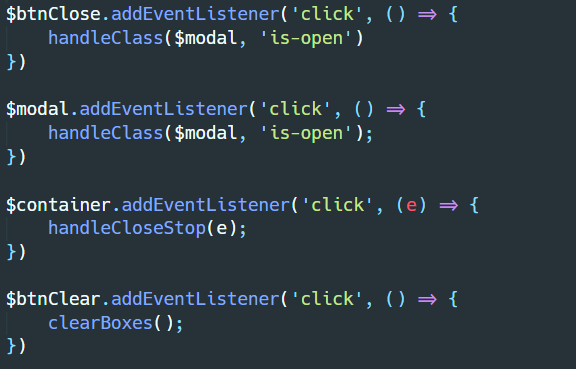 $btnClose.addEventListener('click', () => {
    handleClass($modal, 'is-open')
})

$modal.addEventListener('click', () => {
    handleClass($modal, 'is-open');
})

$container.addEventListener('click', (e) => {
    handleCloseStop(e);
})

$btnClear.addEventListener('click', () => {
    clearBoxes();
})